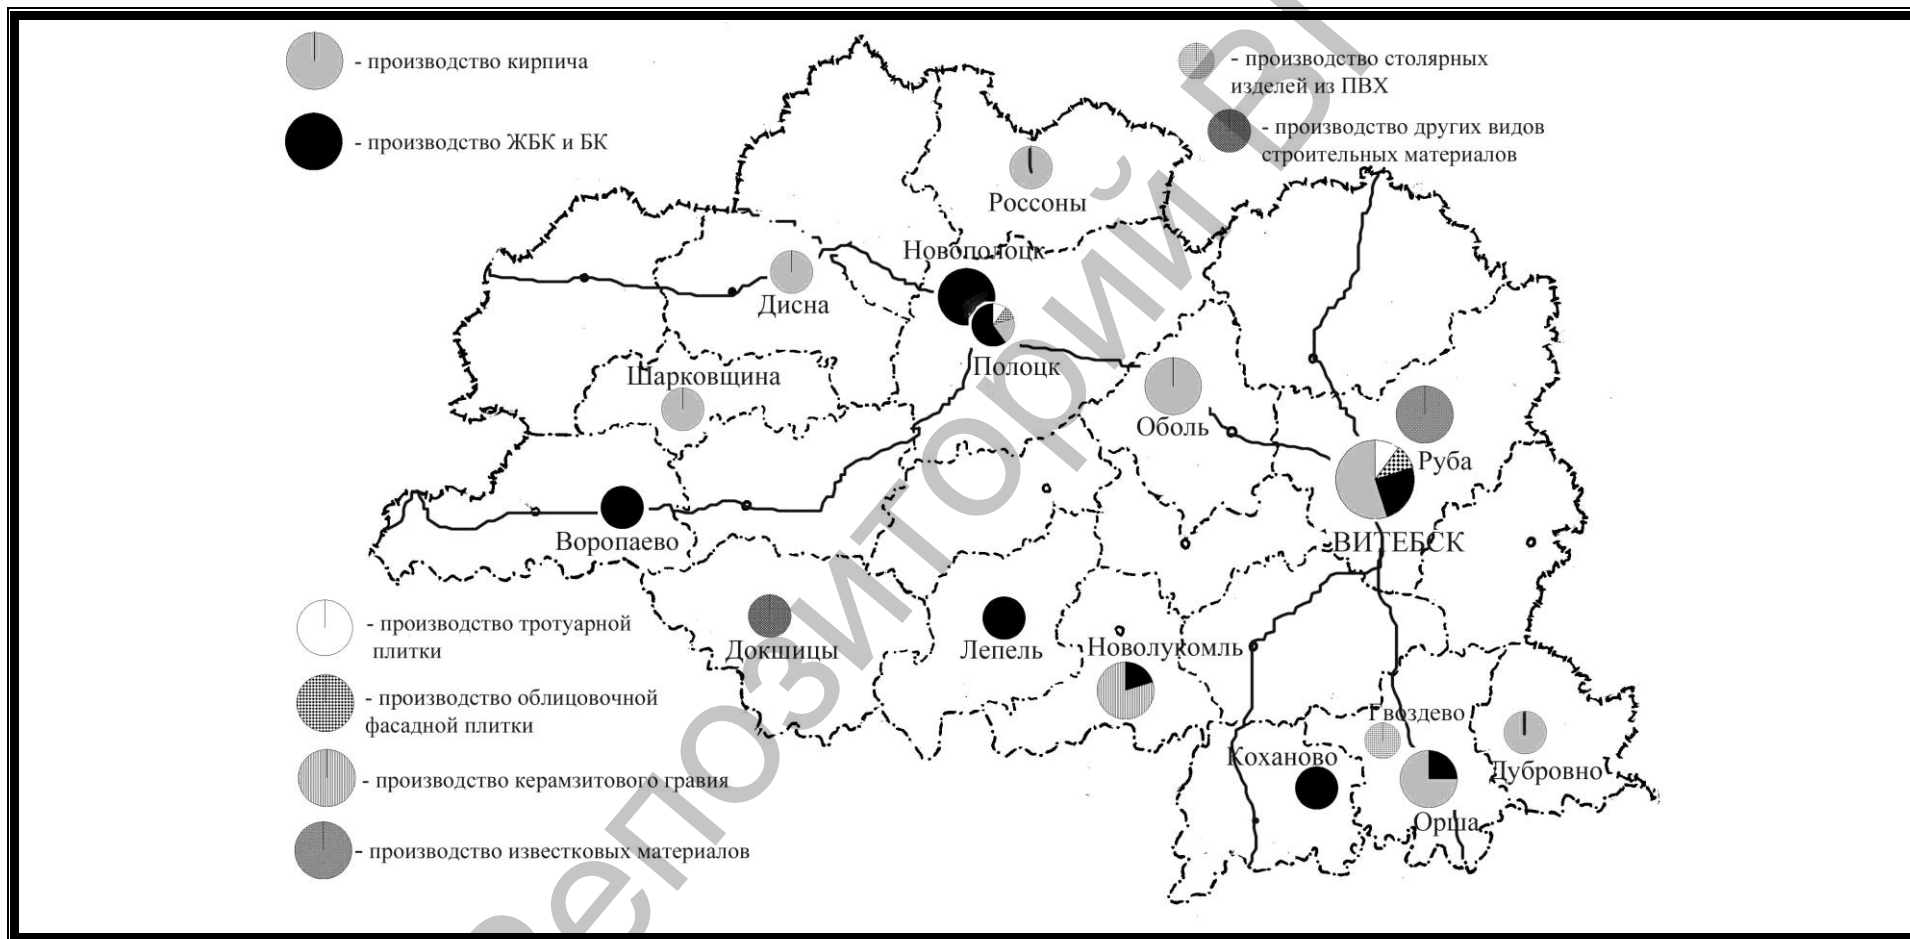 - производство кирпича
- производство ЖБК и БК
- производство столярных
изделей из ПВХ
- производство других видов
строительных материалов
Россоны
Новополоцк
Дисна
Полоцк
Шарковщина
Оболь
Руба
ВИТЕБСК
Воропаево
Докшицы
Лепель
Новолукомль
Гвоздево
Коханово
Дубровно
Орша
- производство тротуарной
плитки
- производство облицовочной
фасадной плитки
- производство керамзитового гравия
- производство известковых материалов
Репозиторий В